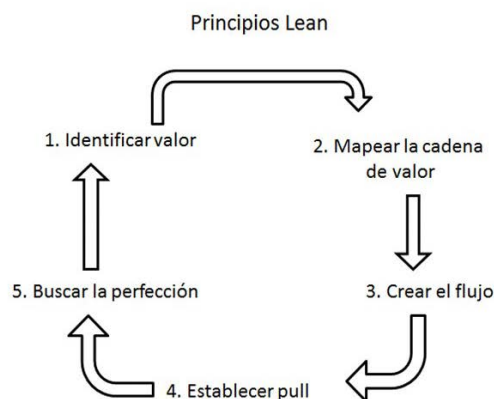 Principios Lean
1. Identificar valor
2. Mapear la cadena
de valor
3. Crear el flujo
4. Establecer pull
5. Buscar la perfección